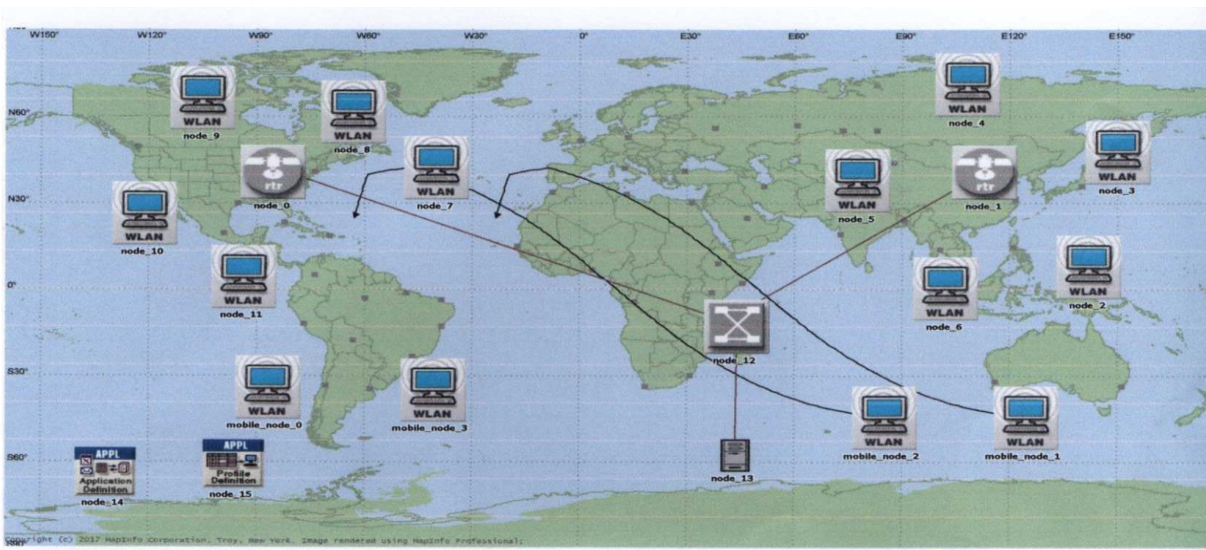 W150° W120° W90° W60° W30° 0° E30° E60° E90° E120° E150°
N60°
N30°
0°
S30°
S60°
WLAN
node_9
WLAN
node_8
WLAN
node_4
WLAN
node_3
rtr
node_0
WLAN
node_7
WLAN
node_5
rtr
node_1
WLAN
node_10
WLAN
node_11
WLAN
node_6
WLAN
node_2
node_12
WLAN
mobile_node_0
WLAN
mobile_node_3
WLAN
mobile_node_2
WLAN
mobile_node_1
APPL
Application
Definition
node_14
APPL
Profile
Definition
node_15
node_13
Copyright (c) 2017 MapInfo Corporation, Troy, New York. Image rendered using MapInfo Professional;